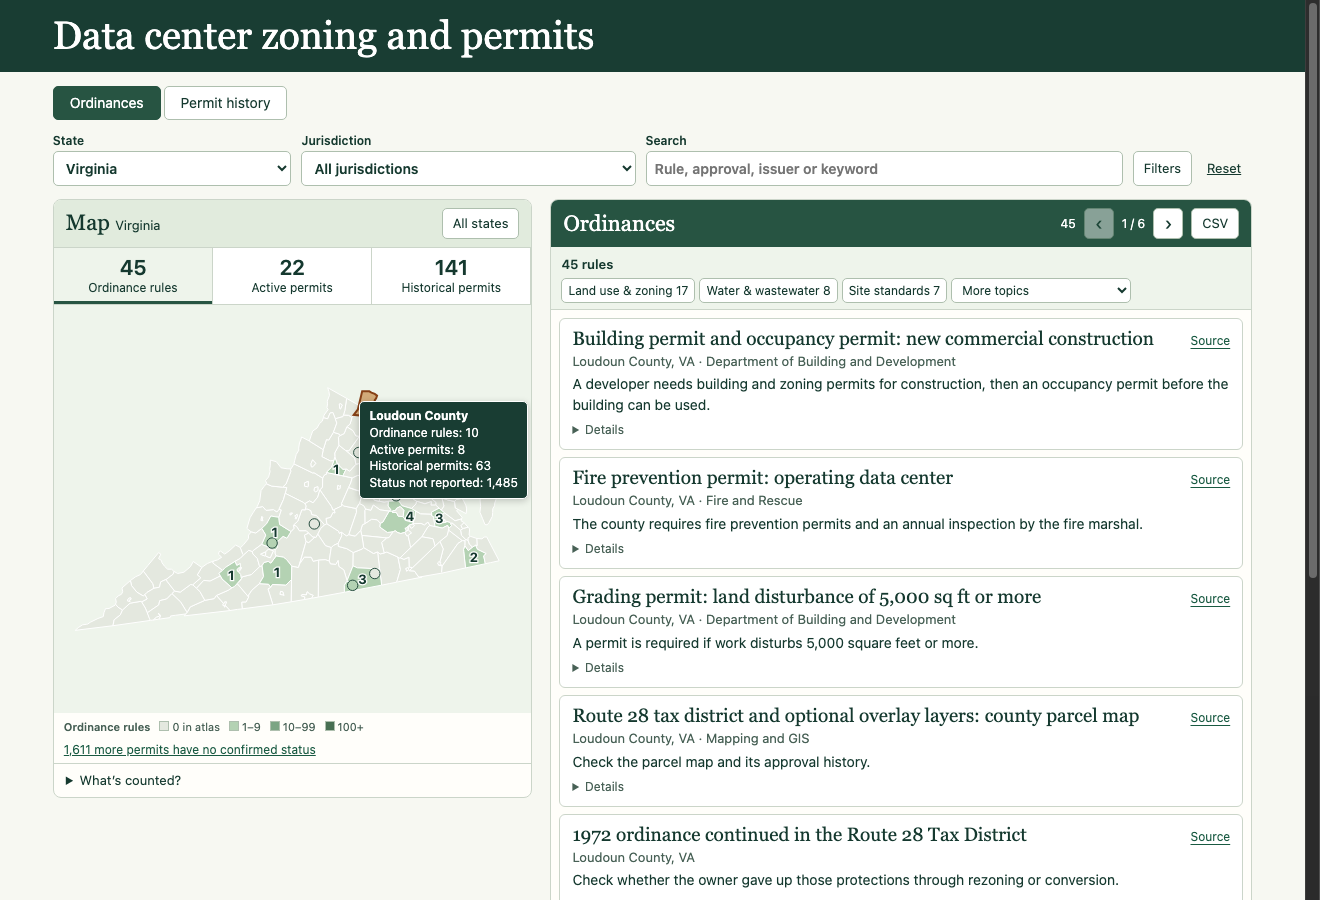 Data center zoning and permits
Ordinances
Permit history
State
Jurisdiction
Search
Virginia
All jurisdictions
Rule, approval, issuer or keyword
Filters
Reset
Map Virginia
All states
45
Ordinance rules
22
Active permits
141
Historical permits
Loudoun County
Ordinance rules: 10
Active permits: 8
Historical permits: 63
Status not reported: 1,485
1
4
3
1
2
1
1
3
Ordinance rules 0 in atlas 1–9 10–99 100+
1,611 more permits have no confirmed status
What's counted?
Ordinances
45
1 / 6
CSV
45 rules
Land use & zoning 17
Water & wastewater 8
Site standards 7
More topics
Building permit and occupancy permit: new commercial construction
Source
Loudoun County, VA · Department of Building and Development
A developer needs building and zoning permits for construction, then an occupancy permit before the
building can be used.
Details
Fire prevention permit: operating data center
Source
Loudoun County, VA · Fire and Rescue
The county requires fire prevention permits and an annual inspection by the fire marshal.
Details
Grading permit: land disturbance of 5,000 sq ft or more
Source
Loudoun County, VA · Department of Building and Development
A permit is required if work disturbs 5,000 square feet or more.
Details
Route 28 tax district and optional overlay layers: county parcel map
Source
Loudoun County, VA · Mapping and GIS
Check the parcel map and its approval history.
Details
1972 ordinance continued in the Route 28 Tax District
Source
Loudoun County, VA
Check whether the owner gave up those protections through rezoning or conversion.